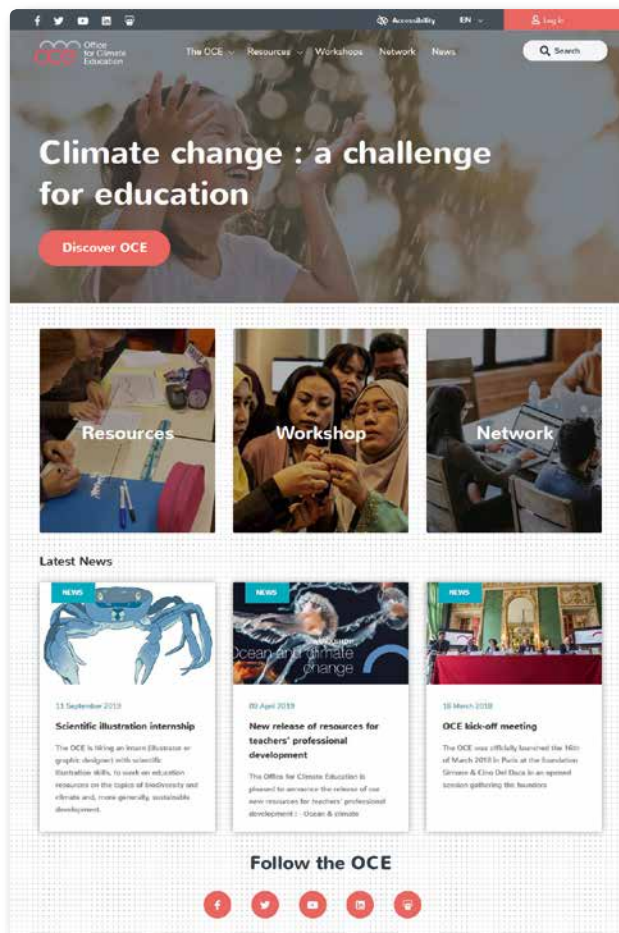 Accessibility EN Log in
OCE Office
for Climate
Education
The OCE Resources Workshops Network News Search
Climate change : a challenge
for education
Discover OCE
Resources Workshop Network
Latest News
NEWS
11 September 2019
Scientific illustration internship
The OCE is hiring an intern (illustrator or
graphic designer) with scientific
illustration skills, to work on education
resources on the topics of biodiversity and
climate and, more generally, sustainable
development.
NEWS
Ocean and climate
change
09 April 2019
New release of resources for
teachers' professional
development
The Office for Climate Education is
pleased to announce the release of our
new resources for teachers' professional
development : - Ocean & climate
NEWS
16 March 2018
OCE kick-off meeting
The OCE was officially launched the 16th
of March 2018 in Paris at the foundation
Simone & Cino Del Duca in an opened
session gathering the founders
Follow the OCE